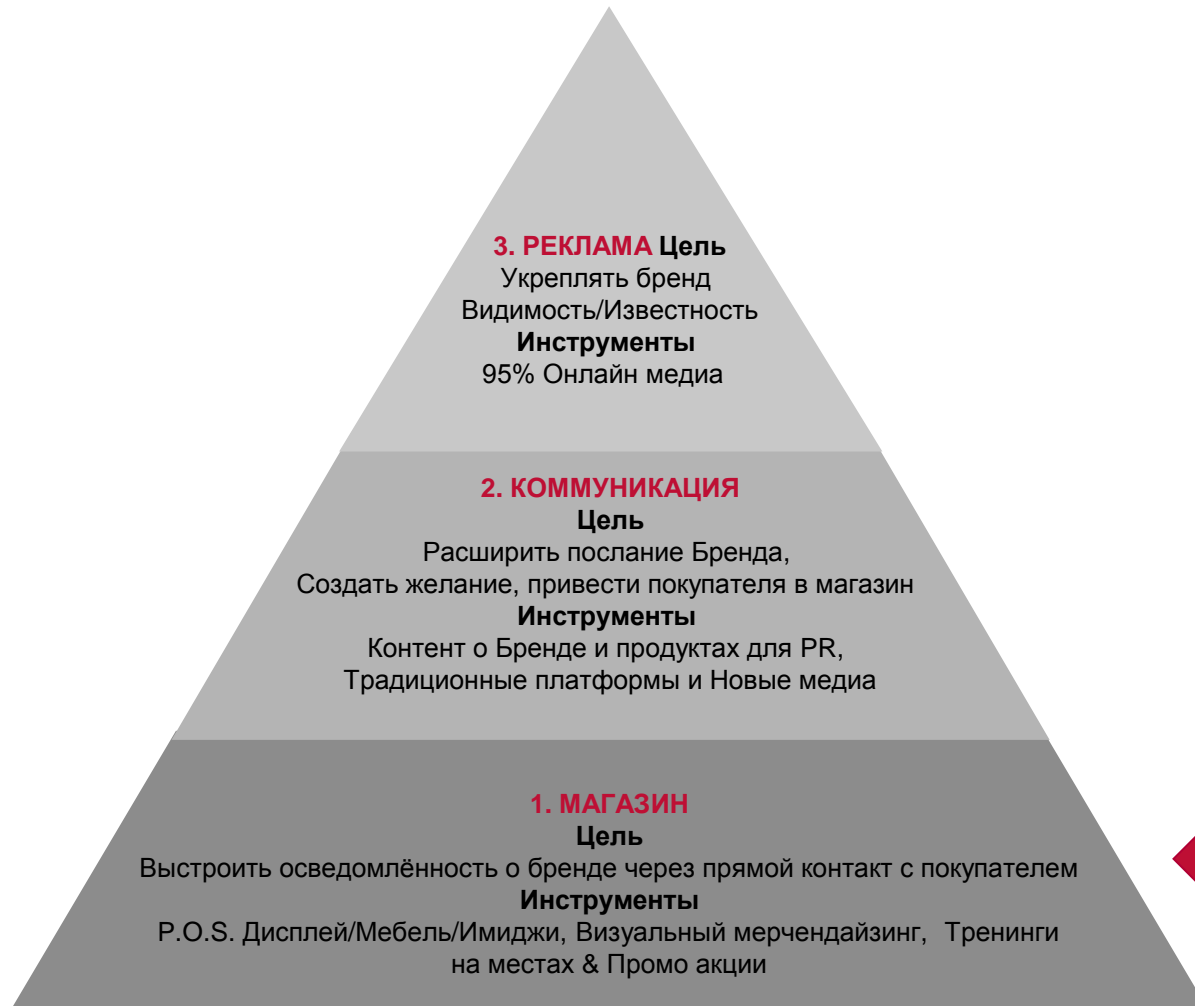 3. РЕКЛАМА Цель
Укреплять бренд
Видимость/Известность
Инструменты
95% Онлайн медиа
2. КОММУНИКАЦИЯ
Цель
Расширить послание Бренда,
Создать желание, привести покупателя в магазин
Инструменты
Контент о Бренде и продуктах для PR,
Традиционные платформы и Новые медиа
1. МАГАЗИН
Цель
Выстроить осведомлённость о бренде через прямой контакт с покупателем
Инструменты
P.O.S. Дисплей/Мебель/Имиджи, Визуальный мерчендайзинг, Тренинги
на местах & Промо акции